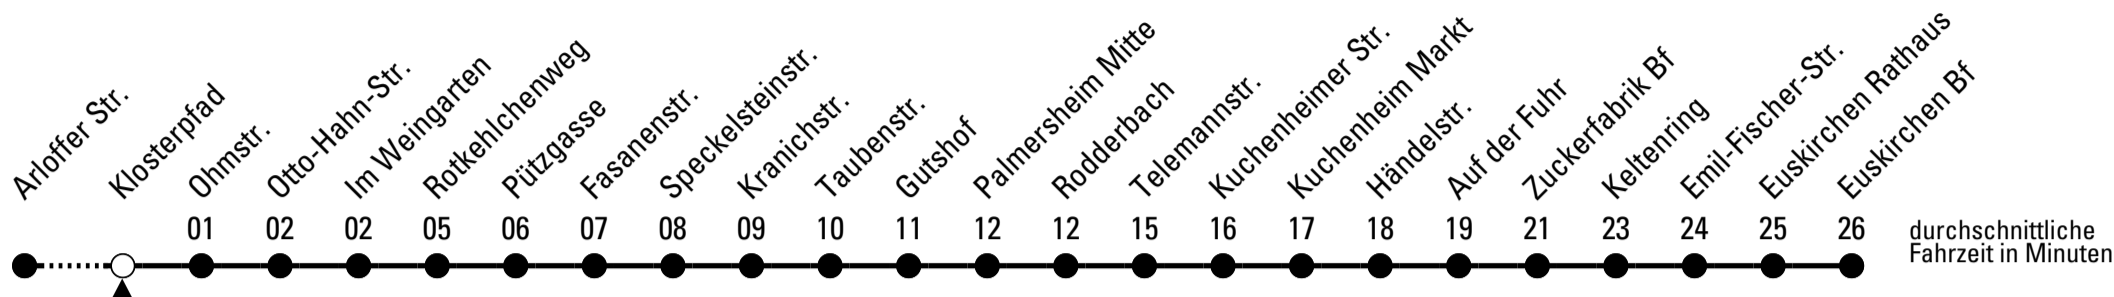 Arloffer Str.
Klosterpfad
Ohmstr.
Otto-Hahn-Str.
Im Weingarten
Rotkehlchenweg
Pützgasse
Fasanenstr.
Speckelsteinstr.
Kranichstr.
Taubenstr.
Gutshof
Palmersheim Mitte
Rodderbach
Telemannstr.
Kuchenheimer Str.
Kuchenheim Markt
Händelstr.
Auf der Fuhr
Zuckerfabrik Bf
Keltenring
Emil-Fischer-Str.
Euskirchen Rathaus
Euskirchen Bf
01 02 02 05 06 07 08 09 10 11 12 12 15 16 17 18 19 21 23 24 25 26
durchschnittliche
Fahrzeit in Minuten